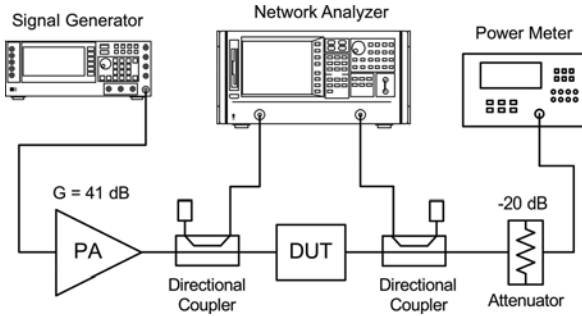 Signal Generator
Network Analyzer
Power Meter
G = 41 dB
-20 dB
PA
DUT
Directional
Coupler
Directional
Coupler
Attenuator